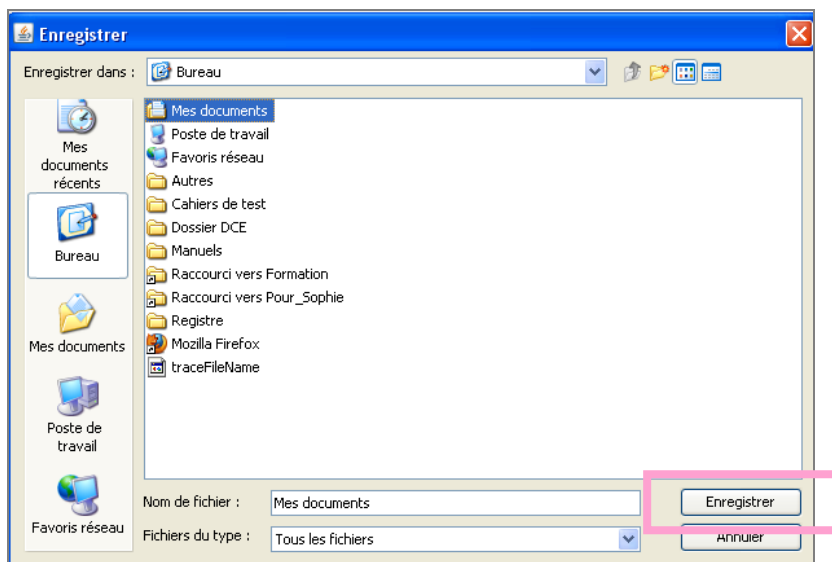 Enregistrer
Enregistrer dans :
Bureau
Mes documents récents
Bureau
Mes documents
Poste de travail
Favoris réseau
Mes documents
Poste de travail
Favoris réseau
Autres
Cahiers de test
Dossier DCE
Manuels
Raccourci vers Formation
Raccourci vers Pour_Sophie
Registre
Mozilla Firefox
traceFileName
Nom de fichier :
Mes documents
Enregistrer
Fichiers du type :
Tous les fichiers
Annuler